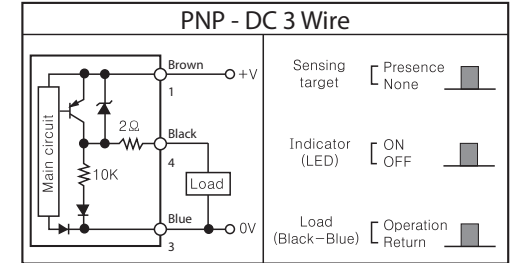 PNP - DC 3 Wire
Main circuit
Brown
+V
1
2Ω
Black
4
10K
Load
Blue
0V
3
Sensing
target
Presence
None
Indicator
(LED)
ON
OFF
Load
(Black-Blue)
Operation
Return